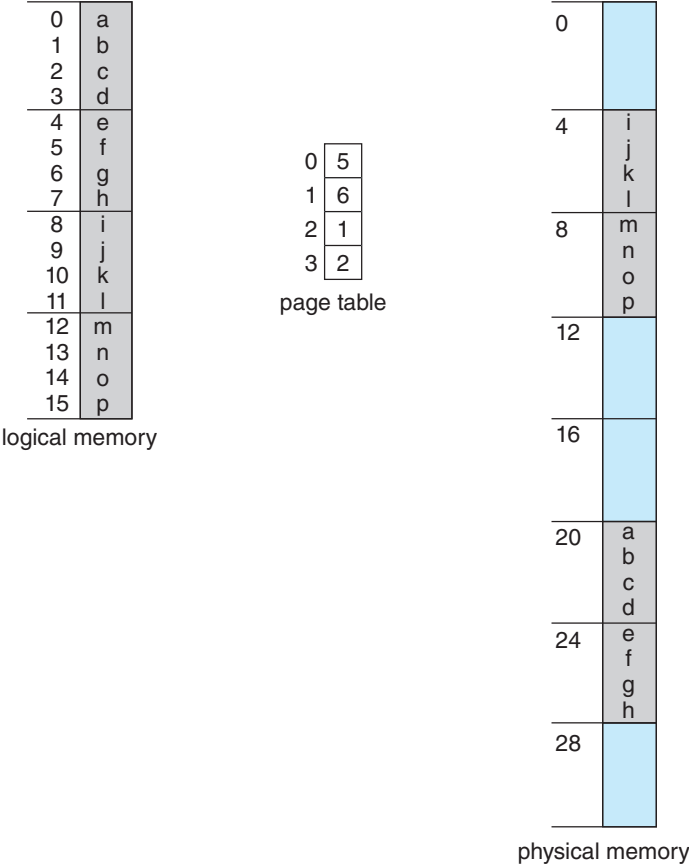 0 a
1 b
2 c
3 d
4 e
5 f
6 g
7 h
8 i
9 j
10 k
11 l
12 m
13 n
14 o
15 p
logical memory
0 5
1 6
2 1
3 2
page table
0
4 i
j
k
l
8 m
n
o
p
12
16
20 a
b
c
d
24 e
f
g
h
28
physical memory